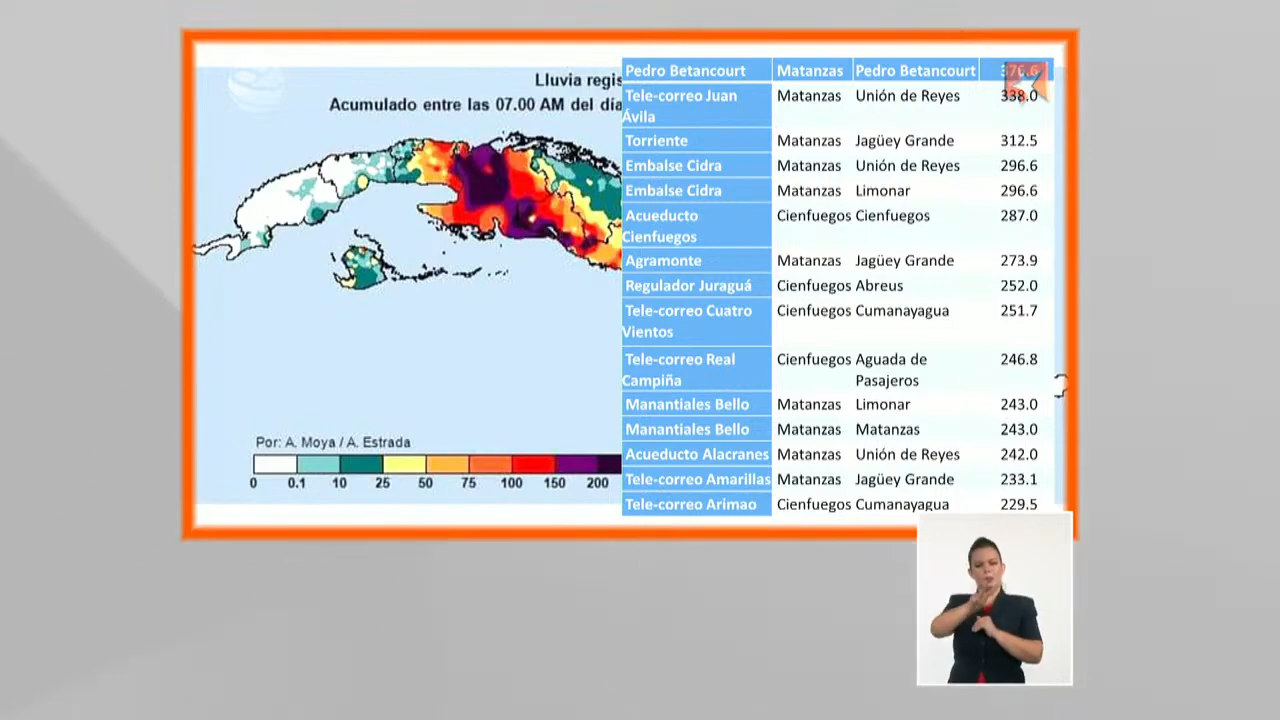 Lluvia regis
Acumulado entre las 07.00 AM del día
Pedro Betancourt Matanzas Pedro Betancourt 376.6
Tele-correo Juan Matanzas Unión de Reyes 338.0
Ávila
Torriente Matanzas Jagüey Grande 312.5
Embalse Cidra Matanzas Unión de Reyes 296.6
Embalse Cidra Matanzas Limonar 296.6
Acueducto Cienfuegos Cienfuegos 287.0
Cienfuegos
Agramonte Matanzas Jagüey Grande 273.9
Regulador Juraguá Cienfuegos Abreus 252.0
Tele-correo Cuatro Cienfuegos Cumanayagua 251.7
Vientos
Tele-correo Real Cienfuegos Aguada de 246.8
Campiña Pasajeros
Manantiales Bello Matanzas Limonar 243.0
Manantiales Bello Matanzas Matanzas 243.0
Acueducto Alacranes Matanzas Unión de Reyes 242.0
Tele-correo Amarillas Matanzas Jagüey Grande 233.1
Tele-correo Arimao Cienfuegos Cumanayagua 229.5
Por: A. Moya / A. Estrada
0 0.1 10 25 50 75 100 150 200